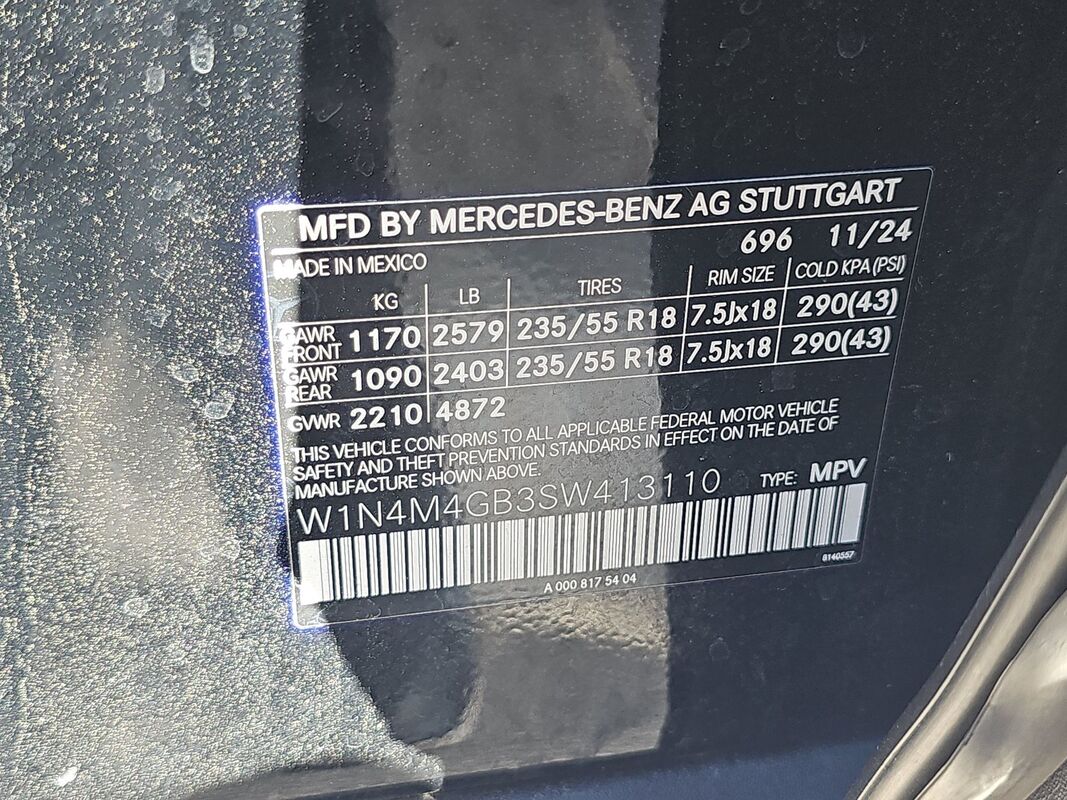 MFD BY MERCEDES-BENZ AG STUTTGART
696 11/24
MADE IN MEXICO
KG LB TIRES RIM SIZE COLD KPA (PSI)
GAWR FRONT 1170 2579 235/55 R18 7.5Jx18 290(43)
GAWR REAR 1090 2403 235/55 R18 7.5Jx18 290(43)
GVWR 2210 4872
THIS VEHICLE CONFORMS TO ALL APPLICABLE FEDERAL MOTOR VEHICLE
SAFETY AND THEFT PREVENTION STANDARDS IN EFFECT ON THE DATE OF
MANUFACTURE SHOWN ABOVE.
W1N4M4GB3SW413110 TYPE: MPV
8140557
A 000 817 54 04